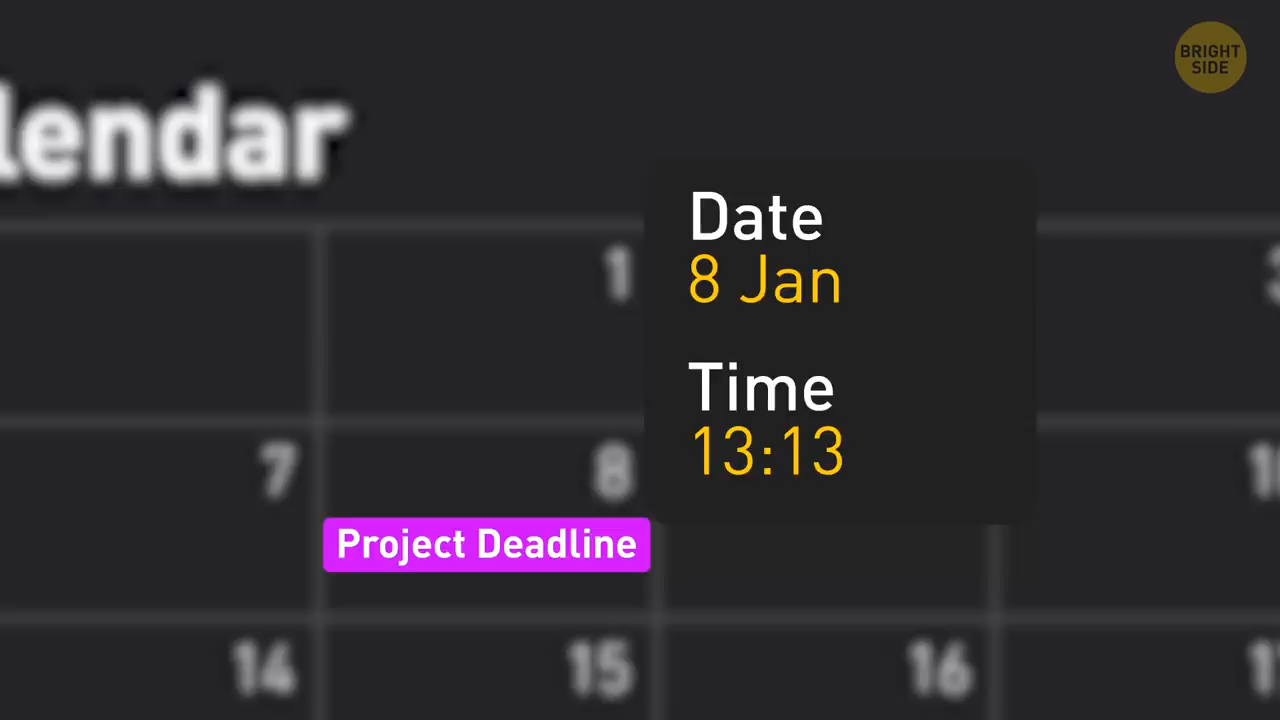 BRIGHT
SIDE
lendar
Date
8 Jan
1
Time
13:13
7
8
Project Deadline
14
15
16